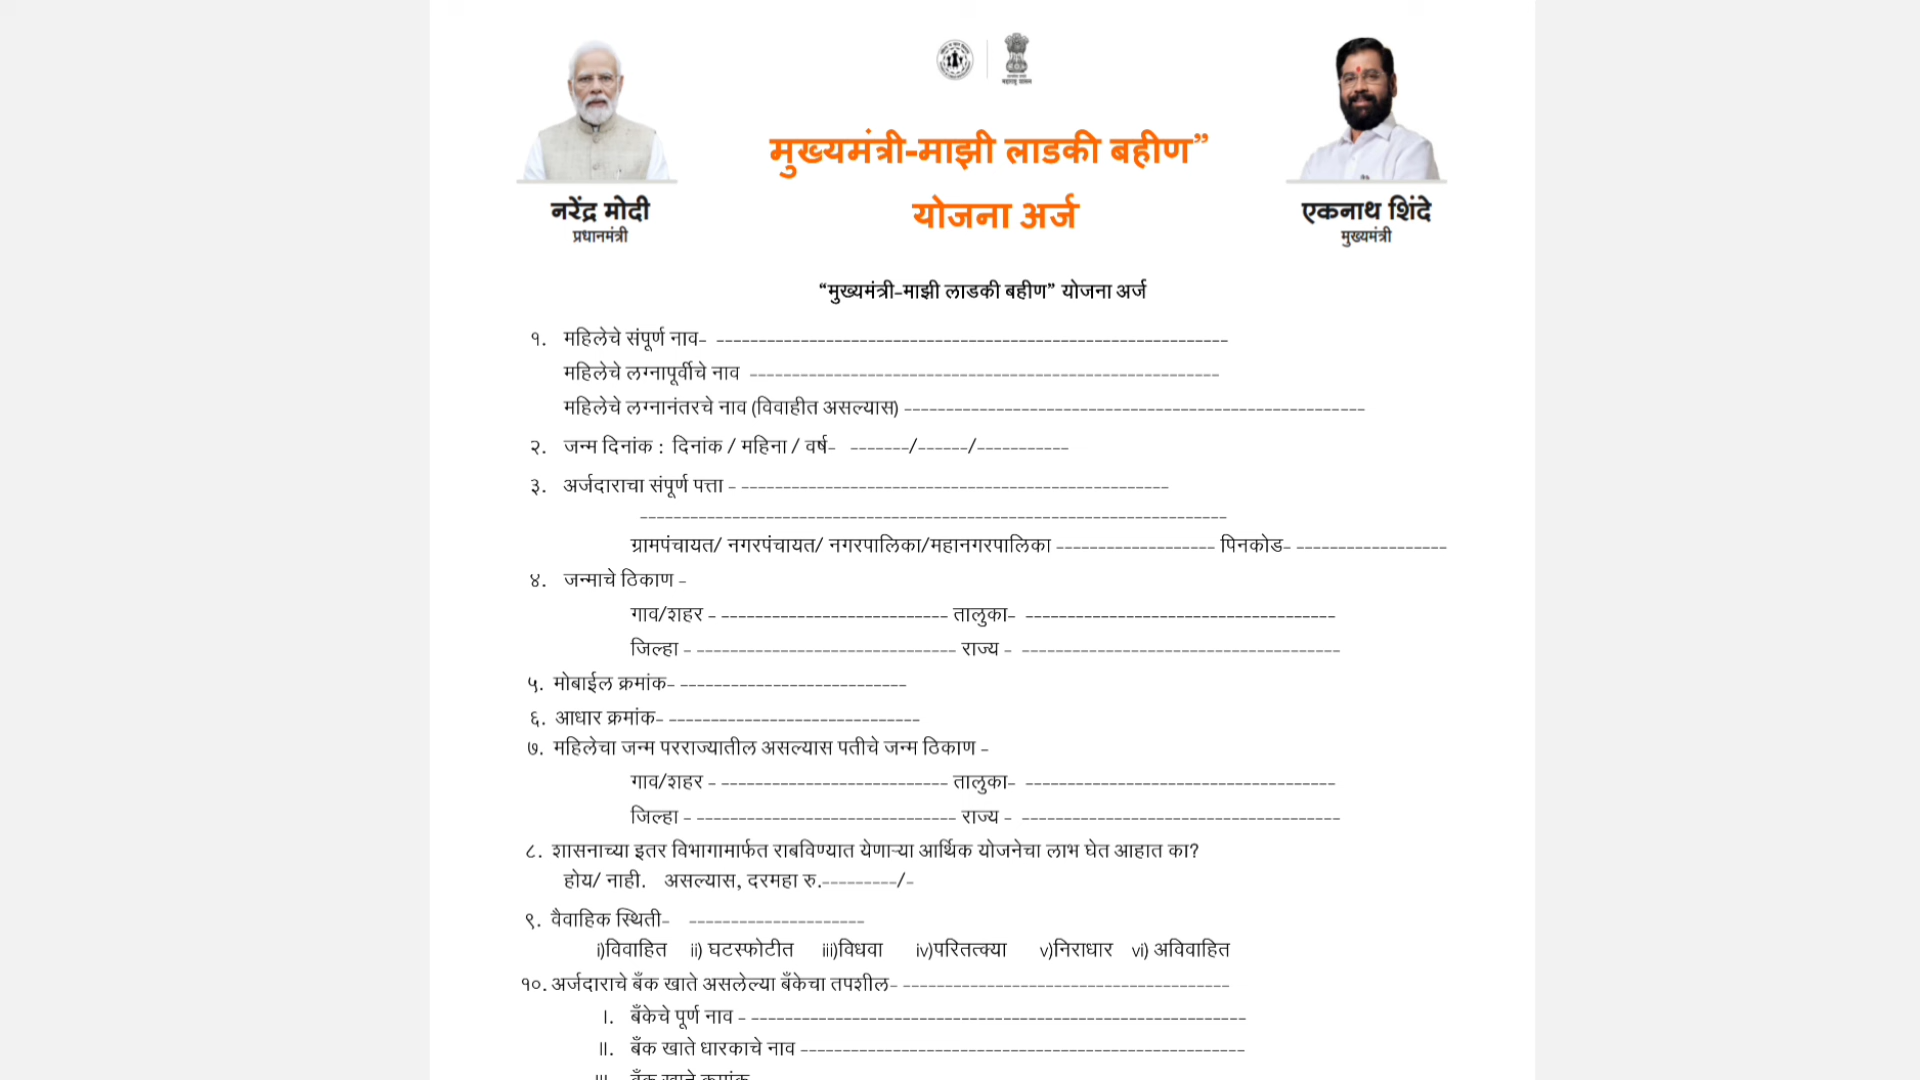 मुख्यमंत्री-माझी लाडकी बहीण”
योजना अर्ज
नरेंद्र मोदी
प्रधानमंत्री
एकनाथ शिंदे
मुख्यमंत्री
“मुख्यमंत्री-माझी लाडकी बहीण” योजना अर्ज
१. महिलेचे संपूर्ण नाव-
महिलेचे लग्नापूर्वीचे नाव
महिलेचे लग्नानंतरचे नाव (विवाहीत असल्यास)
२. जन्म दिनांक : दिनांक / महिना / वर्ष- -------/------/-----------
३. अर्जदाराचा संपूर्ण पत्ता -
ग्रामपंचायत/ नगरपंचायत/ नगरपालिका/महानगरपालिका ------------------- पिनकोड- ------------------
४. जन्माचे ठिकाण -
गाव/शहर - --------------------------- तालुका- -------------------------------------
जिल्हा - ------------------------------- राज्य - --------------------------------------
५. मोबाईल क्रमांक- ---------------------------
६. आधार क्रमांक- ------------------------------
७. महिलेचा जन्म परराज्यातील असल्यास पतीचे जन्म ठिकाण -
गाव/शहर - --------------------------- तालुका- -------------------------------------
जिल्हा - ------------------------------- राज्य - --------------------------------------
८. शासनाच्या इतर विभागामार्फत राबविण्यात येणाऱ्या आर्थिक योजनेचा लाभ घेत आहात का?
होय/ नाही. असल्यास, दरमहा रु.---------/-
९. वैवाहिक स्थिती- ---------------------
i)विवाहित ii) घटस्फोटीत iii)विधवा iv)परितत्क्या v)निराधार vi) अविवाहित
१०. अर्जदाराचे बँक खाते असलेल्या बँकेचा तपशील-
I. बँकेचे पूर्ण नाव -
II. बँक खाते धारकाचे नाव
III. बँक खाते क्रमांक